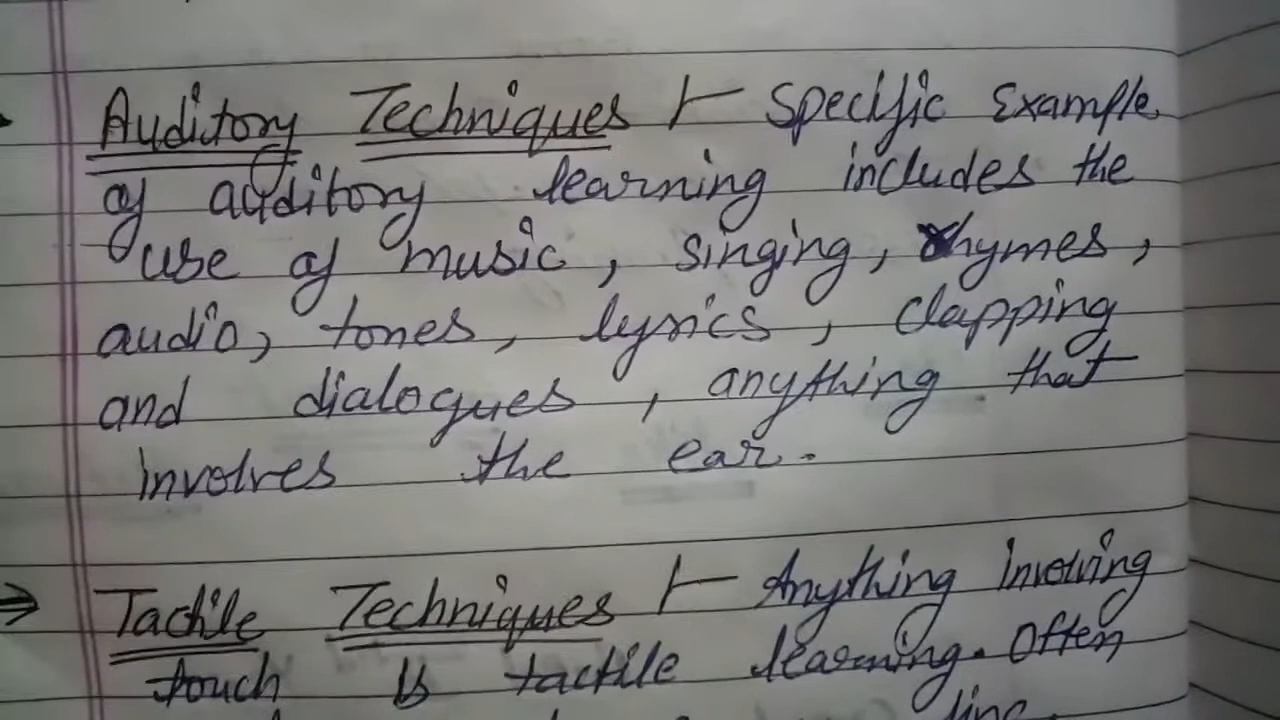 Auditory Techniques :- Specific Example
of auditory learning includes the
use of music, singing, rhymes,
audio, tones, lyrics, clapping
and dialogues, anything that
involves the ear.
⇒ Tactile Techniques :- Anything Involving
touch is tactile learning. Often